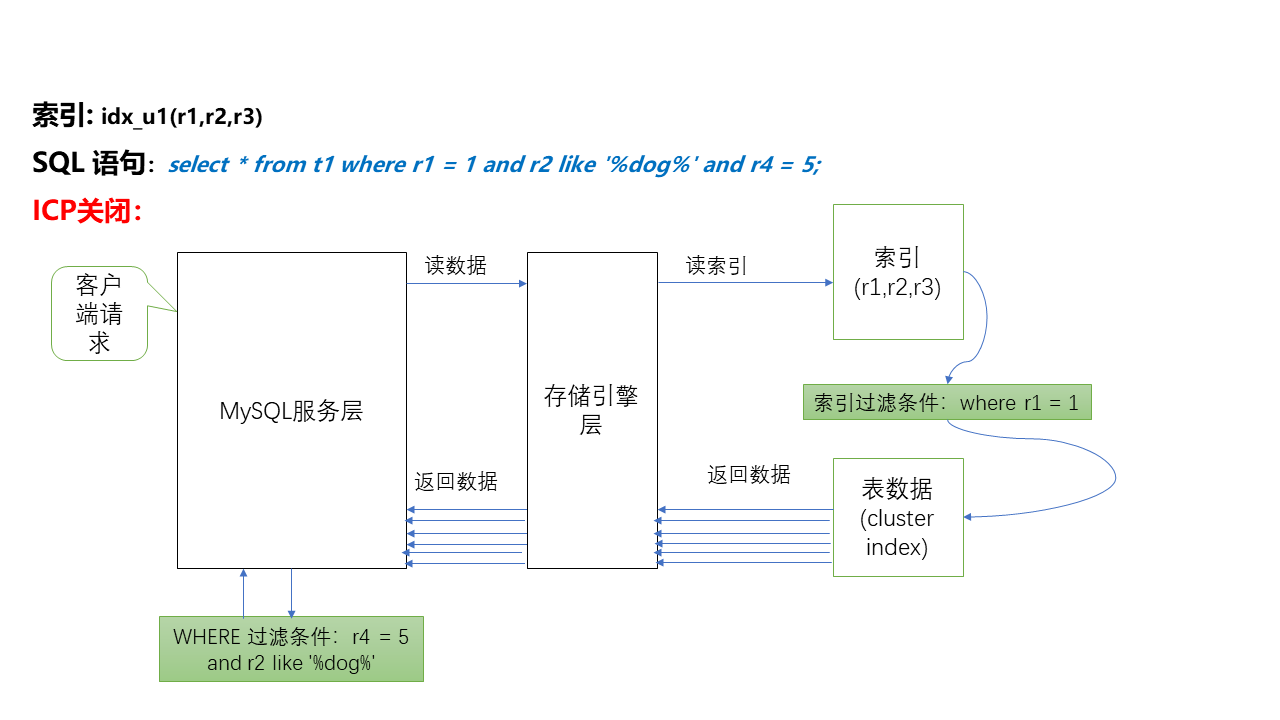 索引: idx_u1(r1,r2,r3)
SQL 语句：select * from t1 where r1 = 1 and r2 like '%dog%' and r4 = 5;
ICP关闭：
客户
端请
求
MySQL服务层
读数据
存储引擎
层
读索引
索引
(r1,r2,r3)
索引过滤条件：where r1 = 1
返回数据
返回数据
表数据
(cluster
index)
WHERE 过滤条件：r4 = 5
and r2 like '%dog%'